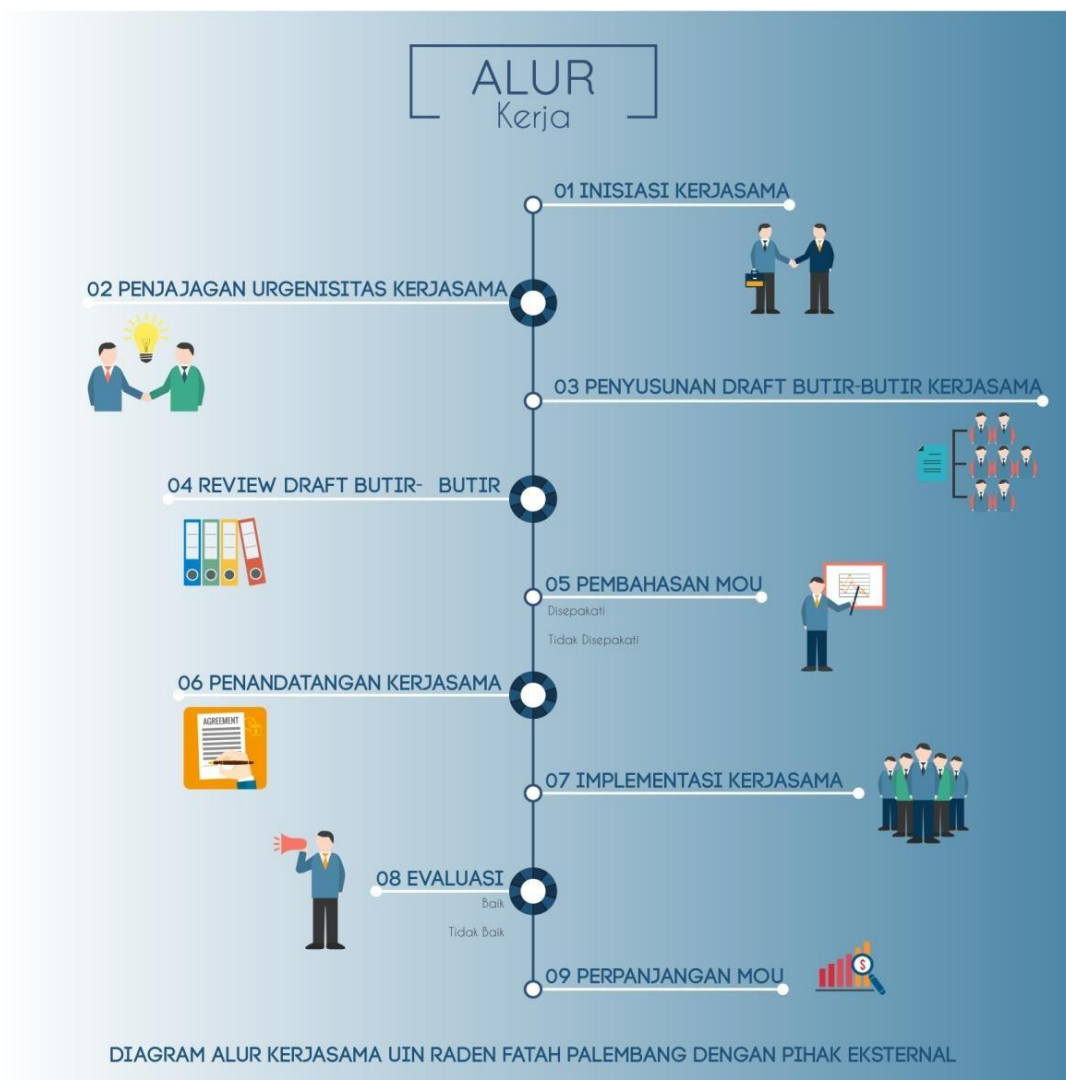 ALUR
Kerja
01 INISIASI KERJASAMA
02 PENJAJAGAN URGENISITAS KERJASAMA
03 PENYUSUNAN DRAFT BUTIR-BUTIR KERJASAMA
04 REVIEW DRAFT BUTIR- BUTIR
05 PEMBAHASAN MOU
Disepakati
Tidak Disepakati
06 PENANDATANGAN KERJASAMA
AGREEMENT
07 IMPLEMENTASI KERJASAMA
08 EVALUASI
Baik
Tidak Baik
09 PERPANJANGAN MOU
$
DIAGRAM ALUR KERJASAMA UIN RADEN FATAH PALEMBANG DENGAN PIHAK EKSTERNAL